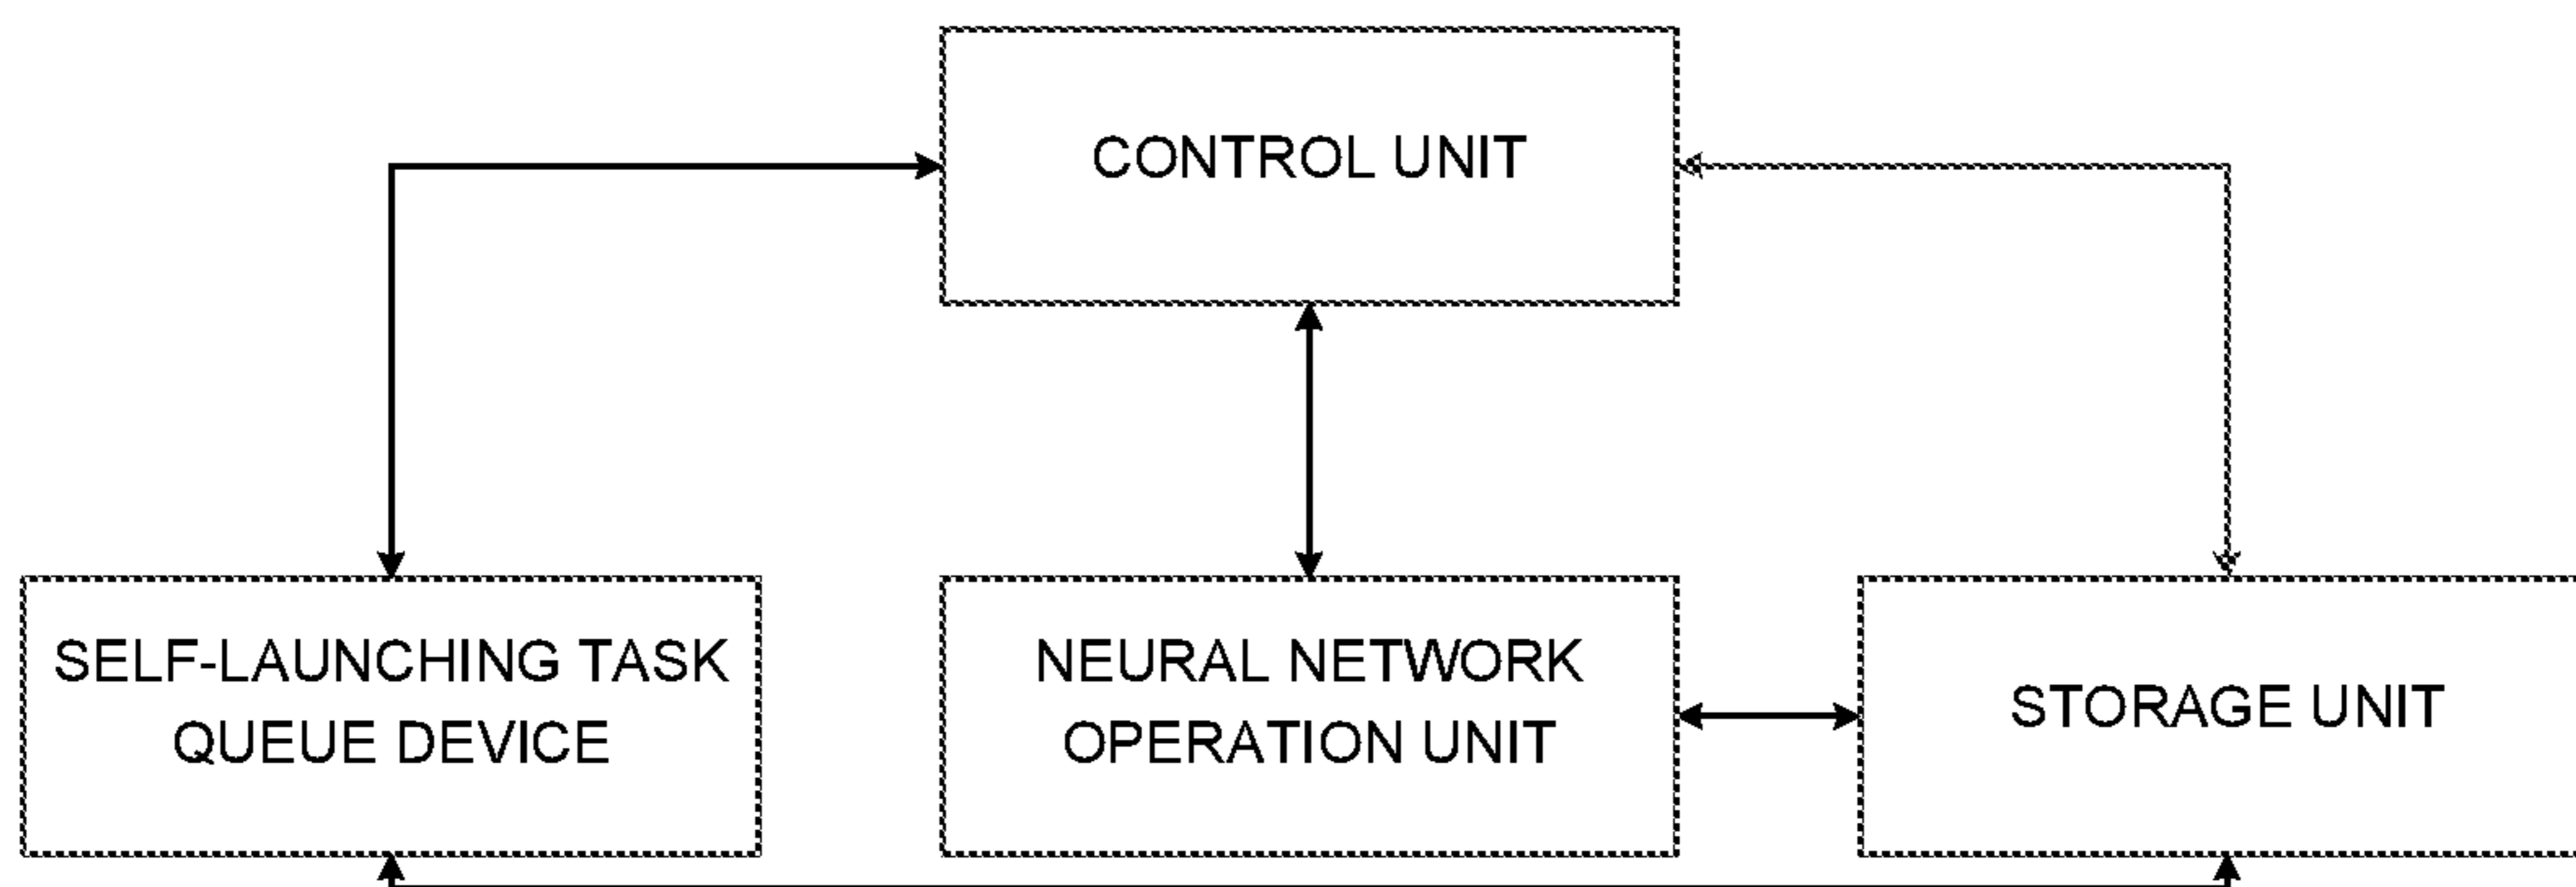 CONTROL UNIT
SELF-LAUNCHING TASK
QUEUE DEVICE
NEURAL NETWORK
OPERATION UNIT
STORAGE UNIT